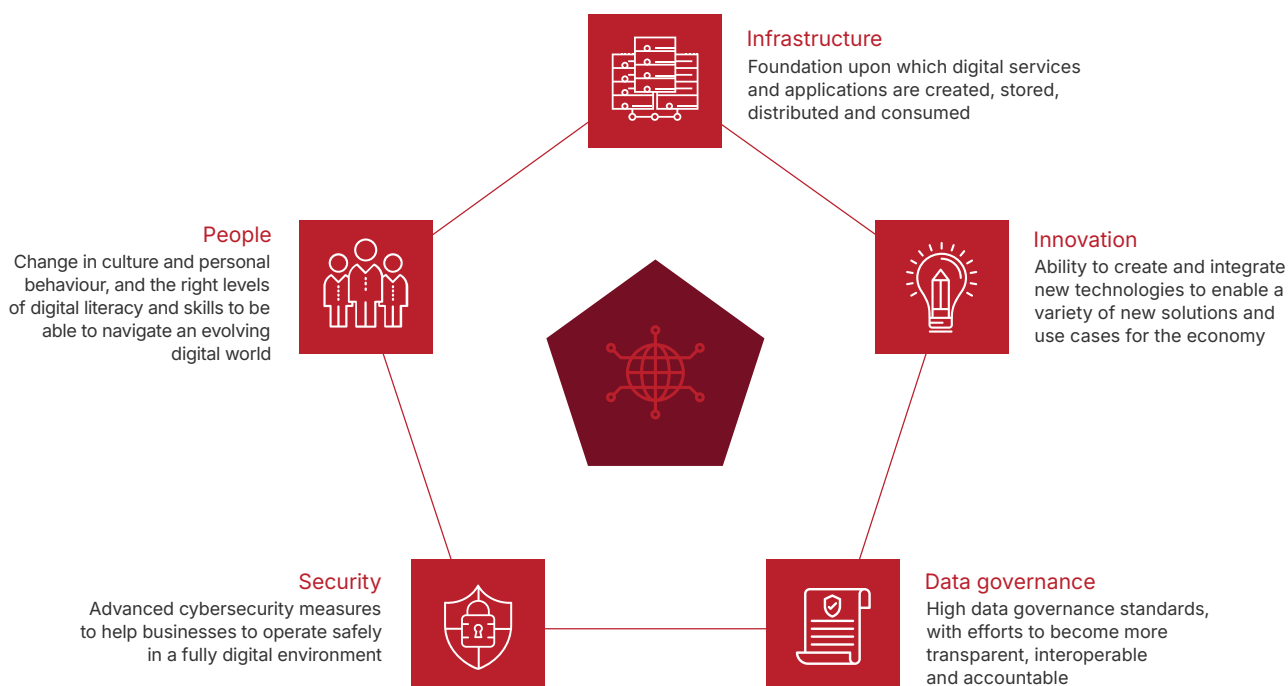 Infrastructure
Foundation upon which digital services
and applications are created, stored,
distributed and consumed
People
Change in culture and personal
behaviour, and the right levels
of digital literacy and skills to be
able to navigate an evolving
digital world
Innovation
Ability to create and integrate
new technologies to enable a
variety of new solutions and
use cases for the economy
Security
Advanced cybersecurity measures
to help businesses to operate safely
in a fully digital environment
Data governance
High data governance standards,
with efforts to become more
transparent, interoperable
and accountable